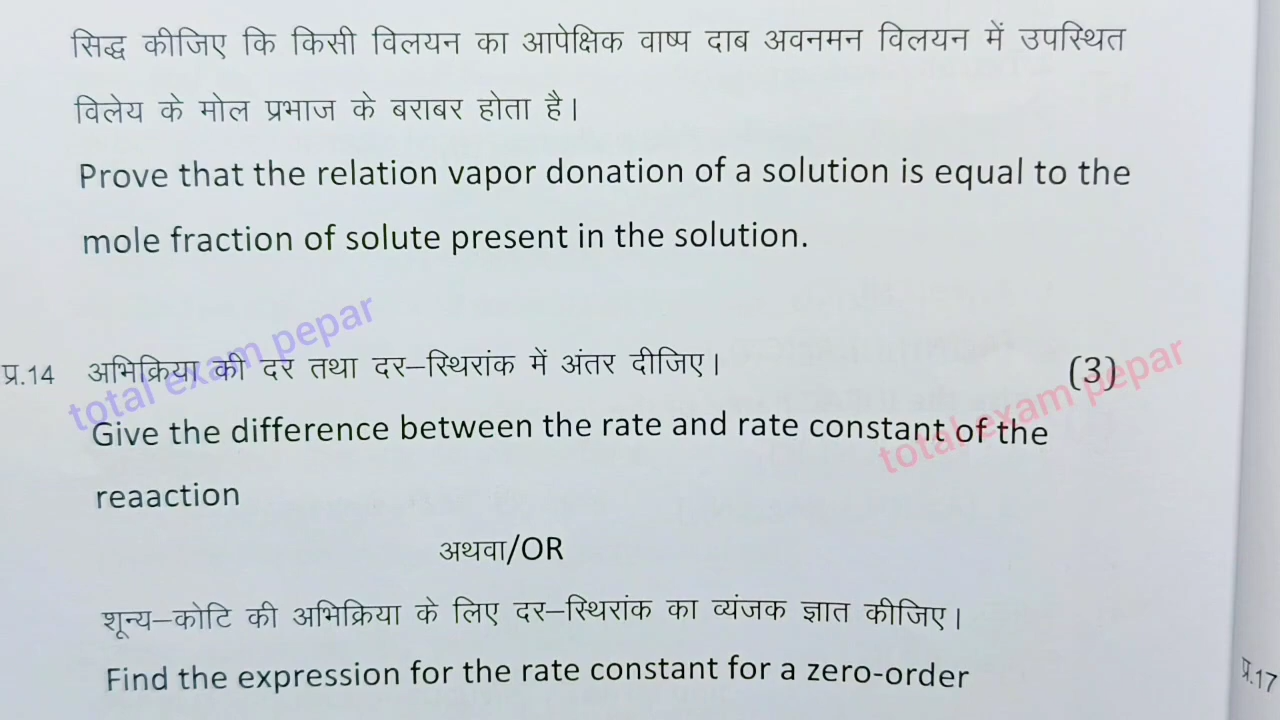 सिद्ध कीजिए कि किसी विलयन का आपेक्षिक वाष्प दाब अवनमन विलयन में उपस्थित
विलेय के मोल प्रभाज के बराबर होता है।
Prove that the relation vapor donation of a solution is equal to the
mole fraction of solute present in the solution.
total exam pepar
प्र.14 अभिक्रिया की दर तथा दर–स्थिरांक में अंतर दीजिए। (3)
total exam pepar
Give the difference between the rate and rate constant of the
reaaction
अथवा/OR
शून्य–कोटि की अभिक्रिया के लिए दर–स्थिरांक का व्यंजक ज्ञात कीजिए।
Find the expression for the rate constant for a zero-order
प्र.17